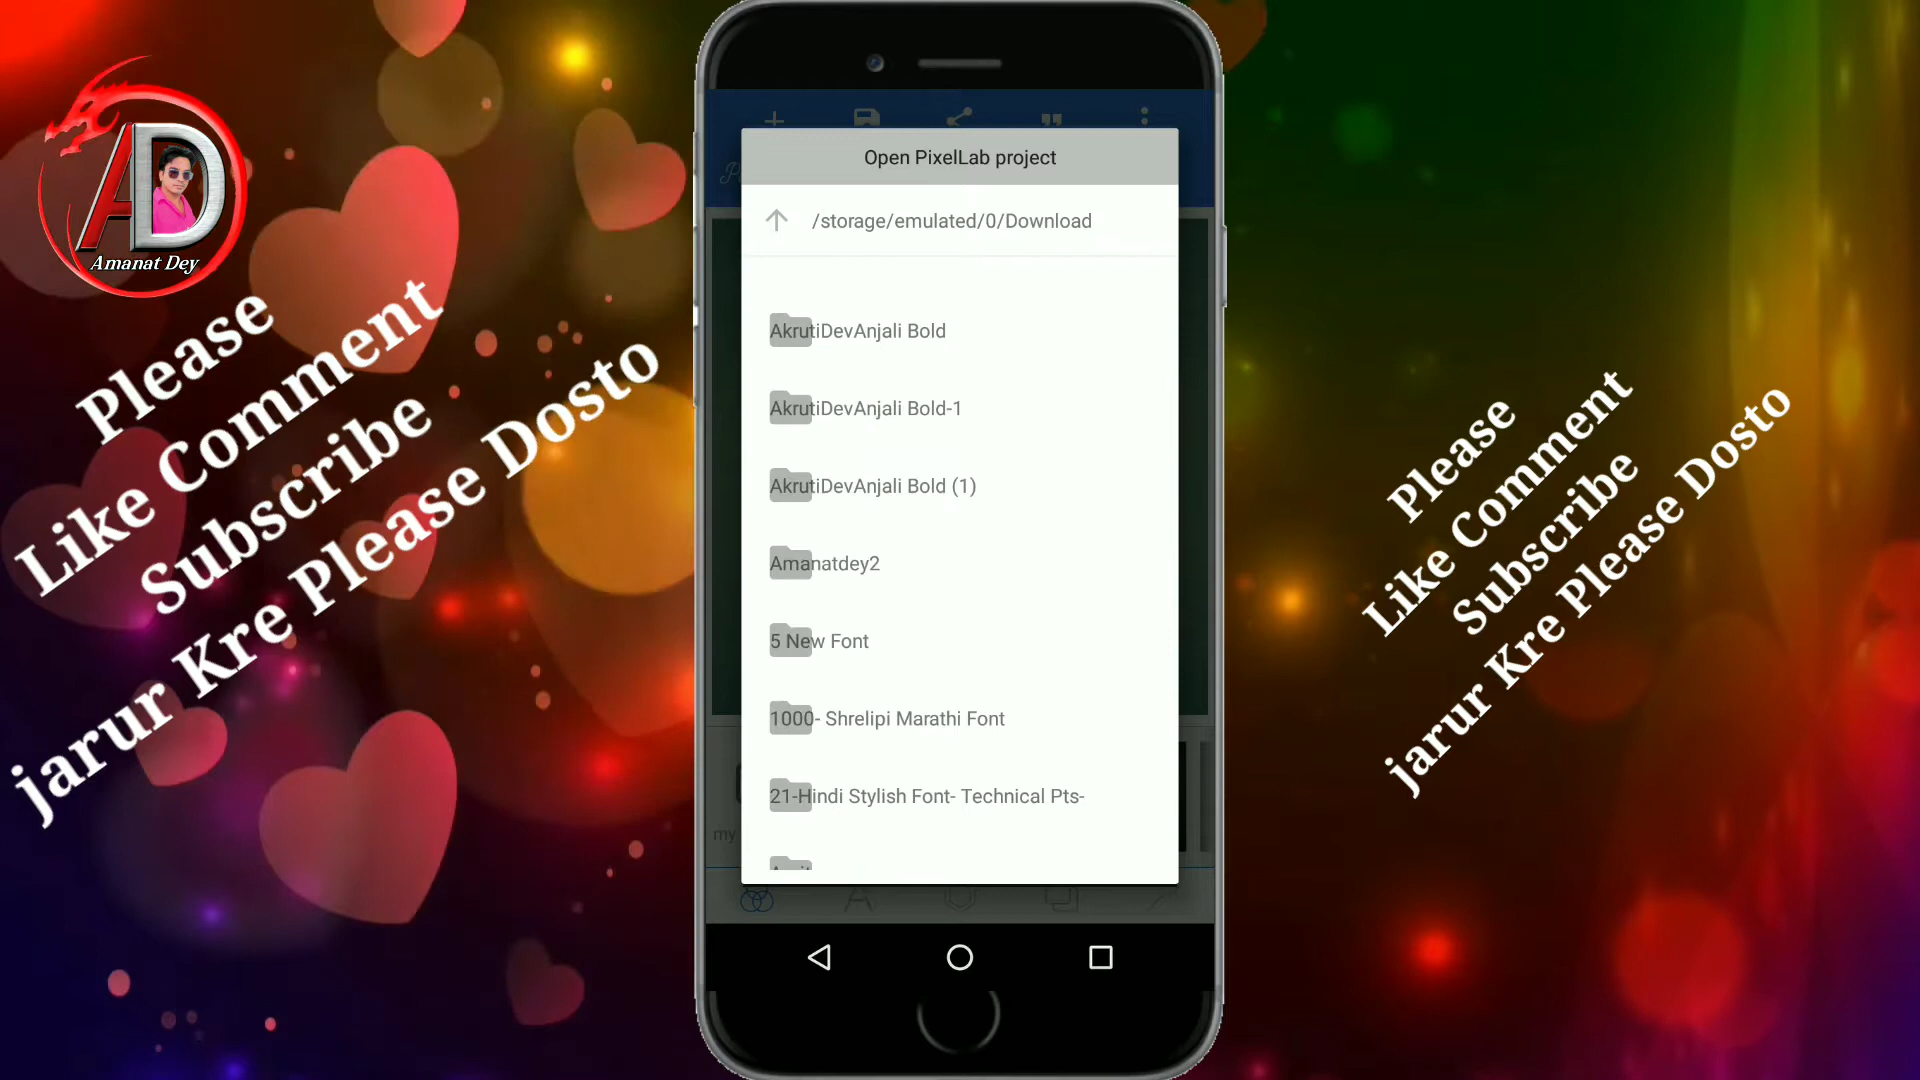 AD
Amanat Dey
Please
Like Comment
Subscribe
jarur Kre Please Dosto
Open PixelLab project
/storage/emulated/0/Download
AkrutiDevAnjali Bold
AkrutiDevAnjali Bold-1
AkrutiDevAnjali Bold (1)
Amanatdey2
5 New Font
1000- Shrelipi Marathi Font
21-Hindi Stylish Font- Technical Pts-
my
Please
Like Comment
Subscribe
jarur Kre Please Dosto